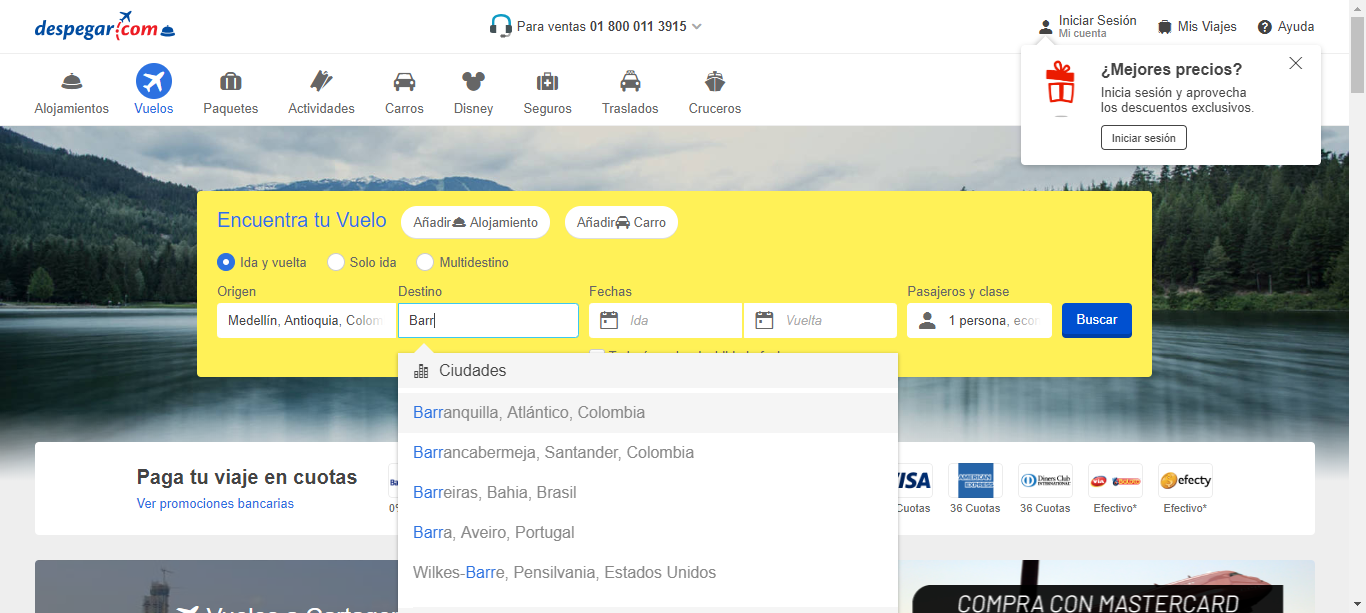 despegar.com
Para ventas 01 800 011 3915
Iniciar Sesión
Mi cuenta
Mis Viajes
Ayuda
Alojamientos
Vuelos
Paquetes
Actividades
Carros
Disney
Seguros
Traslados
Cruceros
¿Mejores precios?
Inicia sesión y aprovecha
los descuentos exclusivos.
Iniciar sesión
Encuentra tu Vuelo
Añadir Alojamiento
Añadir Carro
Ida y vuelta
Solo ida
Multidestino
Origen
Destino
Fechas
Pasajeros y clase
Medellín, Antioquia, Colom
Barr
Ida
Vuelta
1 persona, econ
Buscar
Ciudades
Barranquilla, Atlántico, Colombia
Barrancabermeja, Santander, Colombia
Barreiras, Bahia, Brasil
Barra, Aveiro, Portugal
Wilkes-Barre, Pensilvania, Estados Unidos
Paga tu viaje en cuotas
Ver promociones bancarias
VISA
AMERICAN EXPRESS
Diners Club
INTERNATIONAL
via baloto
efecty
Cuotas
36 Cuotas
36 Cuotas
Efectivo*
Efectivo*
Vuelos a Cartagen
COMPRA CON MASTERCARD